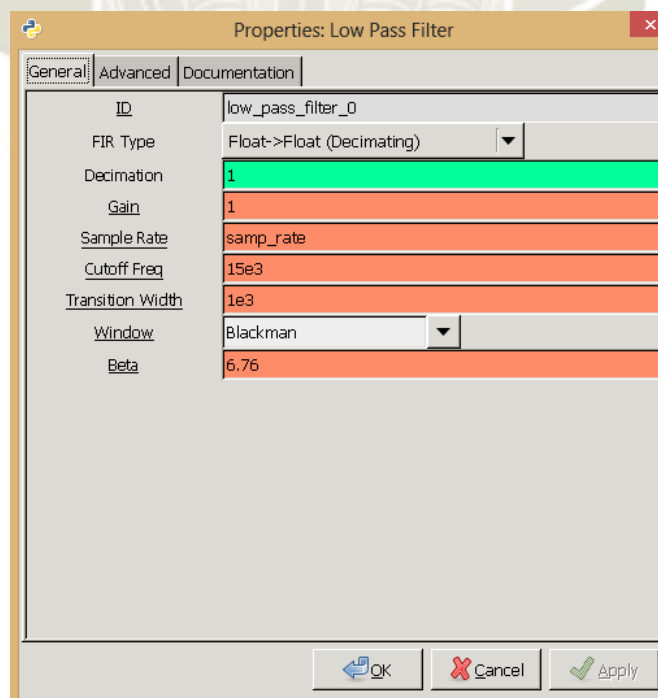 Properties: Low Pass Filter
General Advanced Documentation
ID low_pass_filter_0
FIR Type Float->Float (Decimating)
Decimation 1
Gain 1
Sample Rate samp_rate
Cutoff Freq 15e3
Transition Width 1e3
Window Blackman
Beta 6.76
OK Cancel Apply